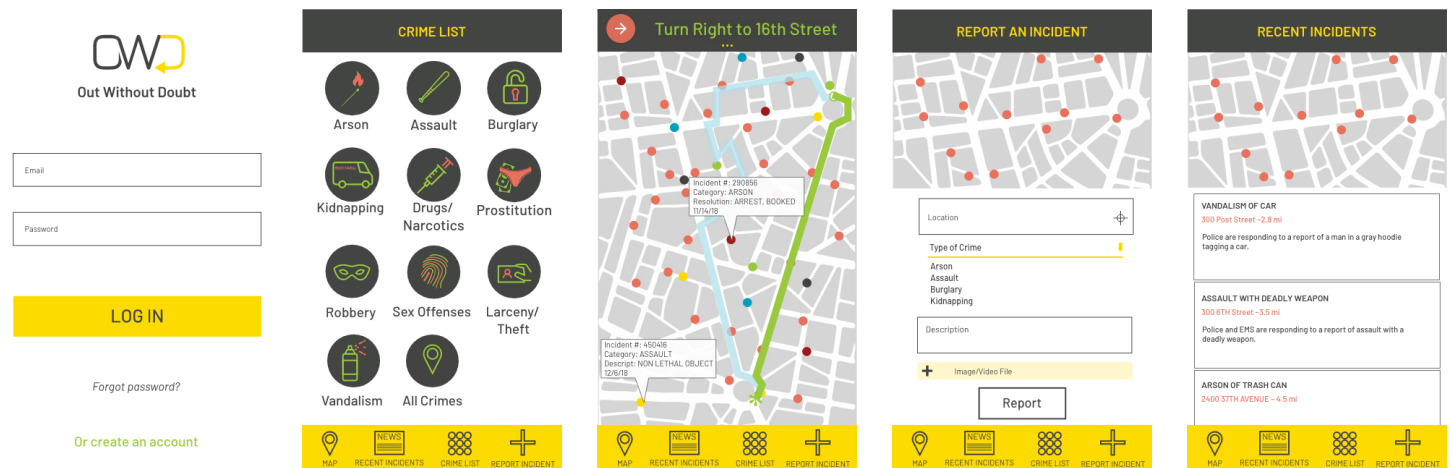 OWD
Out Without Doubt
Email
Password
LOG IN
Forgot password?
Or create an account
CRIME LIST
Arson
Assault
Burglary
Kidnapping
Drugs/
Narcotics
Prostitution
Robbery
Sex Offenses
Larceny/
Theft
Vandalism
All Crimes
MAP
NEWS
RECENT INCIDENTS
CRIME LIST
REPORT INCIDENT
Turn Right to 16th Street
...
Incident #: 290856
Category: ARSON
Resolution: ARREST, BOOKED
11/14/18
Incident #: 450416
Category: ASSAULT
Descript: NON LETHAL OBJECT
12/6/18
MAP
NEWS
RECENT INCIDENTS
CRIME LIST
REPORT INCIDENT
REPORT AN INCIDENT
Location
Type of Crime
Arson
Assault
Burglary
Kidnapping
Description
Image/Video File
Report
MAP
NEWS
RECENT INCIDENTS
CRIME LIST
REPORT INCIDENT
RECENT INCIDENTS
VANDALISM OF CAR
300 Post Street ~2.8 mi
Police are responding to a report of a man in a gray hoodie
tagging a car.
ASSAULT WITH DEADLY WEAPON
300 6TH Street ~3.5 mi
Police and EMS are responding to a report of assault with a
deadly weapon.
ARSON OF TRASH CAN
2400 37TH AVENUE ~ 4.5 mi
MAP
NEWS
RECENT INCIDENTS
CRIME LIST
REPORT INCIDENT